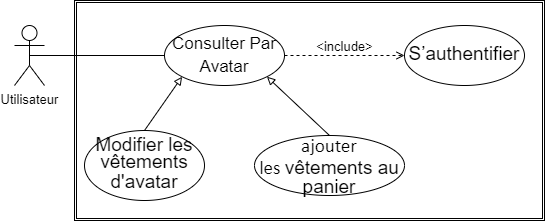 Consulter Par
Avatar
<include>
S'authentifier
Utilisateur
Modifier les
vêtements
d'avatar
ajouter
les vêtements au
panier